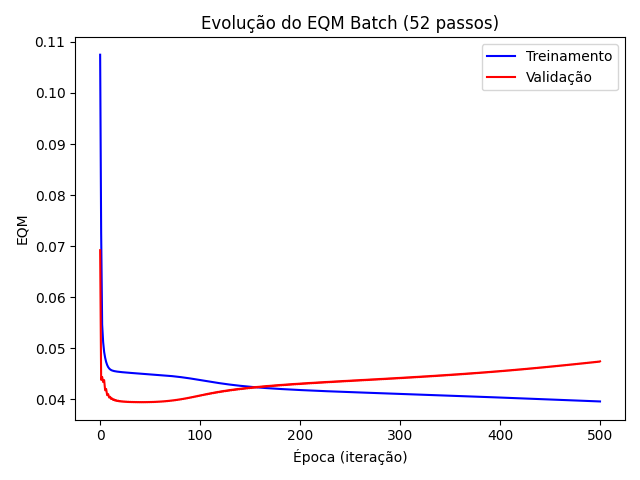 Evolução do EQM Batch (52 passos)
Treinamento
Validação
EQM
0.11
0.10
0.09
0.08
0.07
0.06
0.05
0.04
0 100 200 300 400 500
Época (iteração)